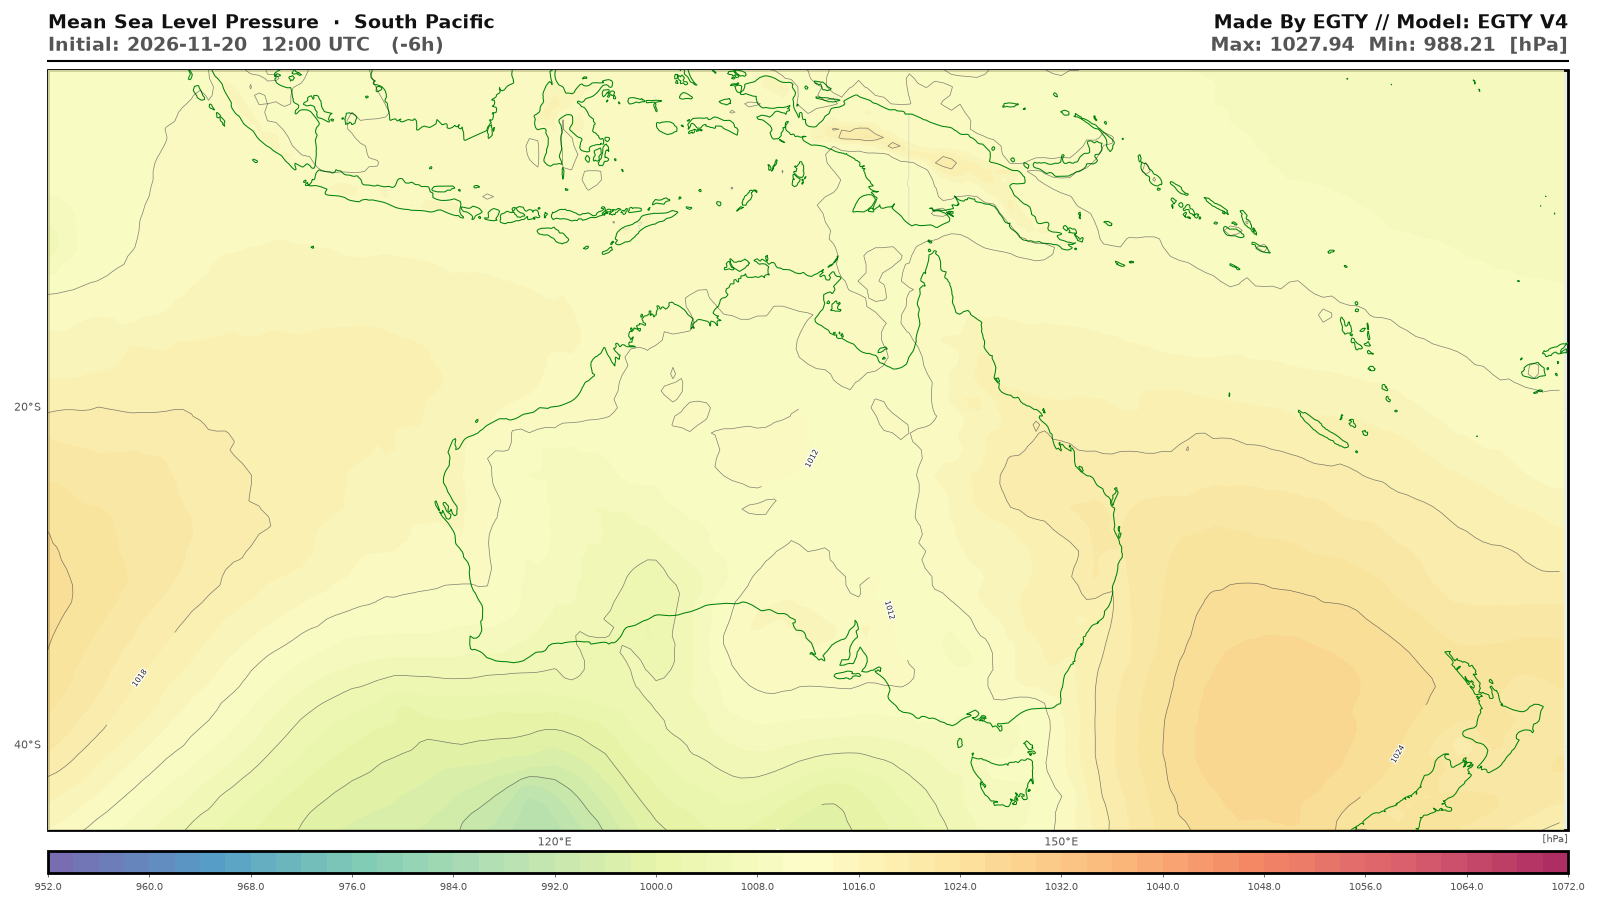 Mean Sea Level Pressure · South Pacific
Made By EGTY // Model: EGTY V4
Initial: 2026-11-20 12:00 UTC (-6h)
Max: 1027.94 Min: 988.21 [hPa]
20°S
1012
1012
1018
40°S
1024
120°E
150°E
[hPa]
952.0 960.0 968.0 976.0 984.0 992.0 1000.0 1008.0 1016.0 1024.0 1032.0 1040.0 1048.0 1056.0 1064.0 1072.0